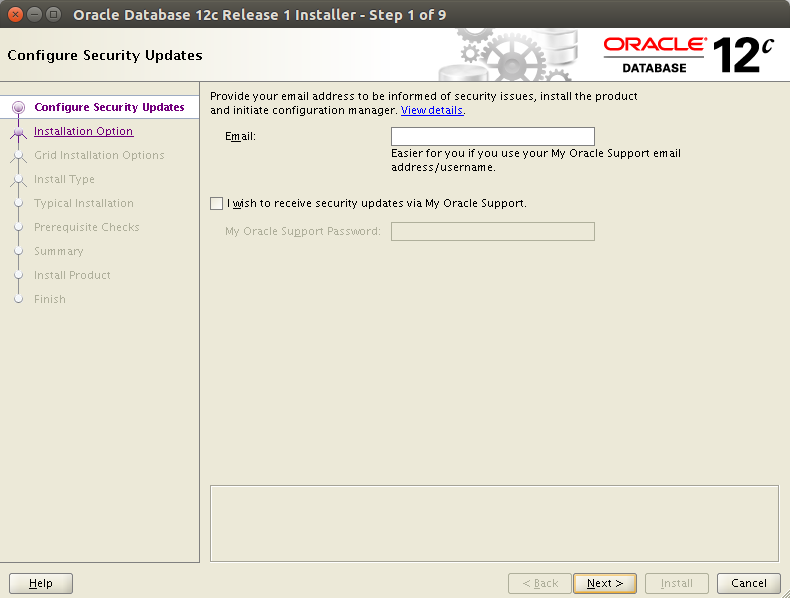 Oracle Database 12c Release 1 Installer - Step 1 of 9
Configure Security Updates
ORACLE®
DATABASE
12c
Configure Security Updates
Installation Option
Grid Installation Options
Install Type
Typical Installation
Prerequisite Checks
Summary
Install Product
Finish
Provide your email address to be informed of security issues, install the product
and initiate configuration manager. View details.
Email:
Easier for you if you use your My Oracle Support email
address/username.
I wish to receive security updates via My Oracle Support.
My Oracle Support Password:
Help
< Back
Next >
Install
Cancel